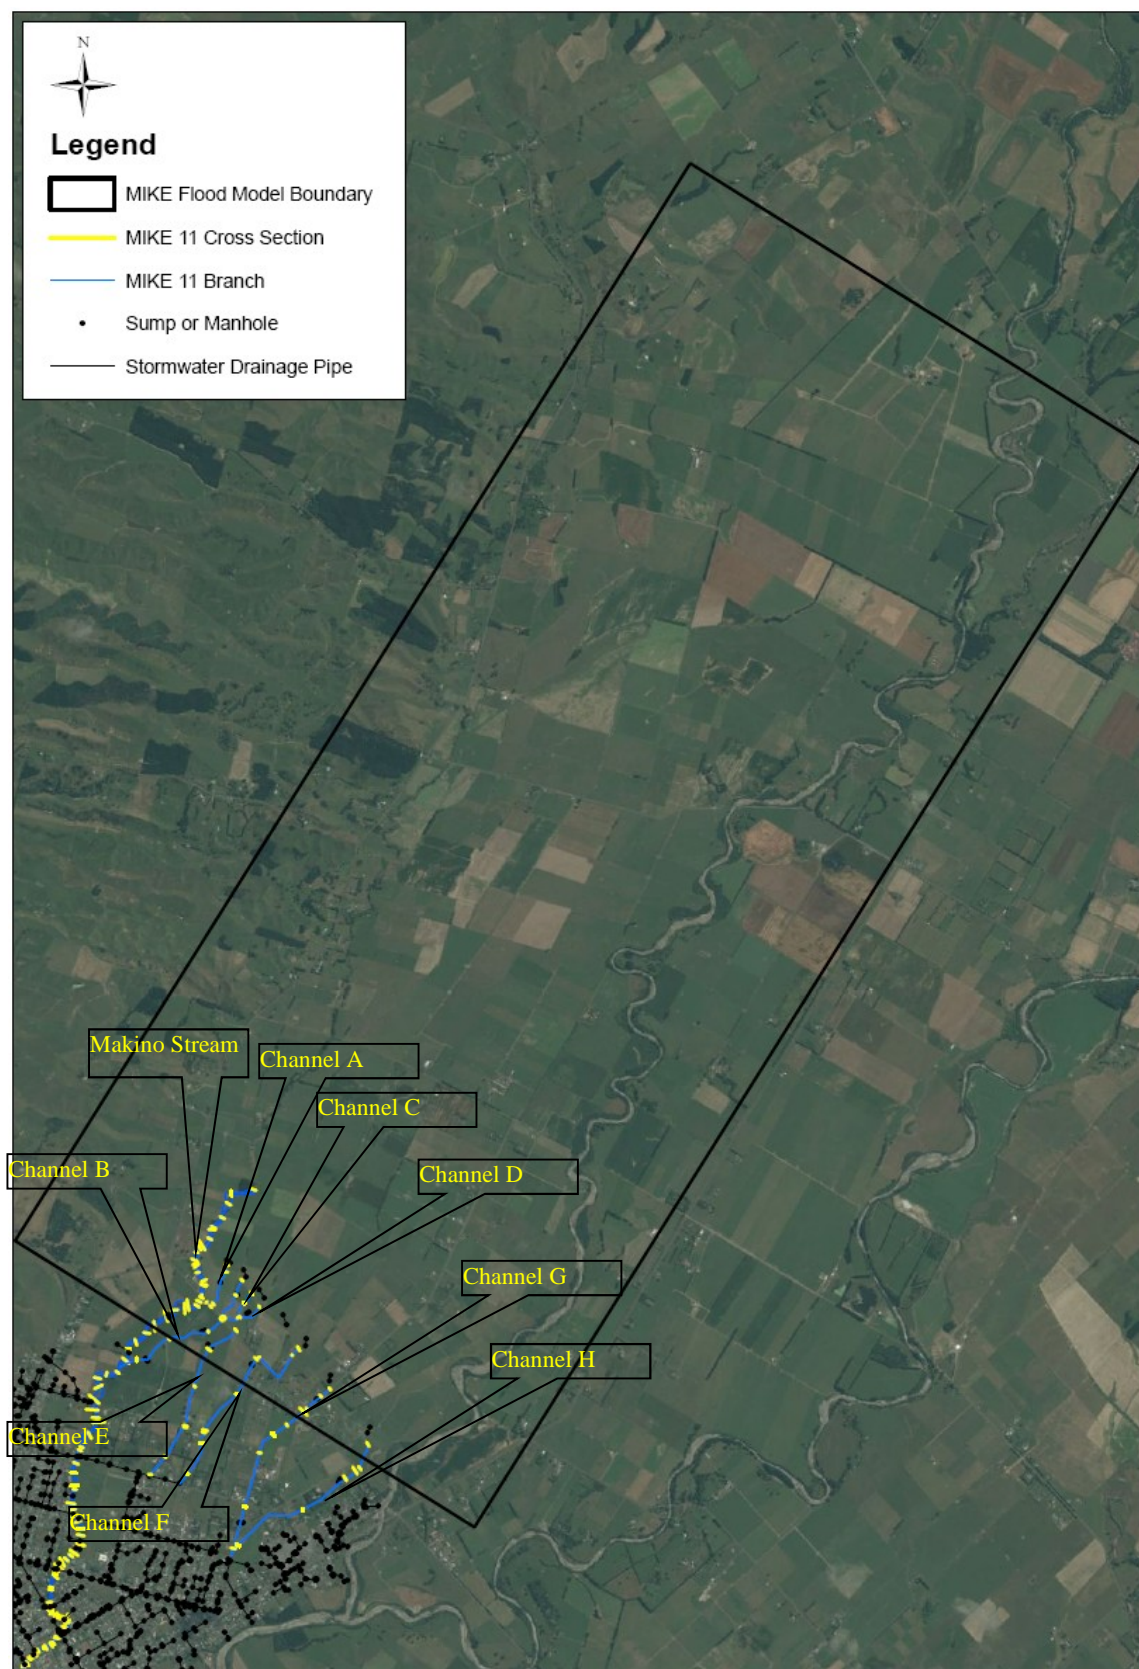 N
Legend
MIKE Flood Model Boundary
MIKE 11 Cross Section
MIKE 11 Branch
Sump or Manhole
Stormwater Drainage Pipe
Makino Stream
Channel A
Channel C
Channel B
Channel D
Channel G
Channel H
Channel E
Channel F